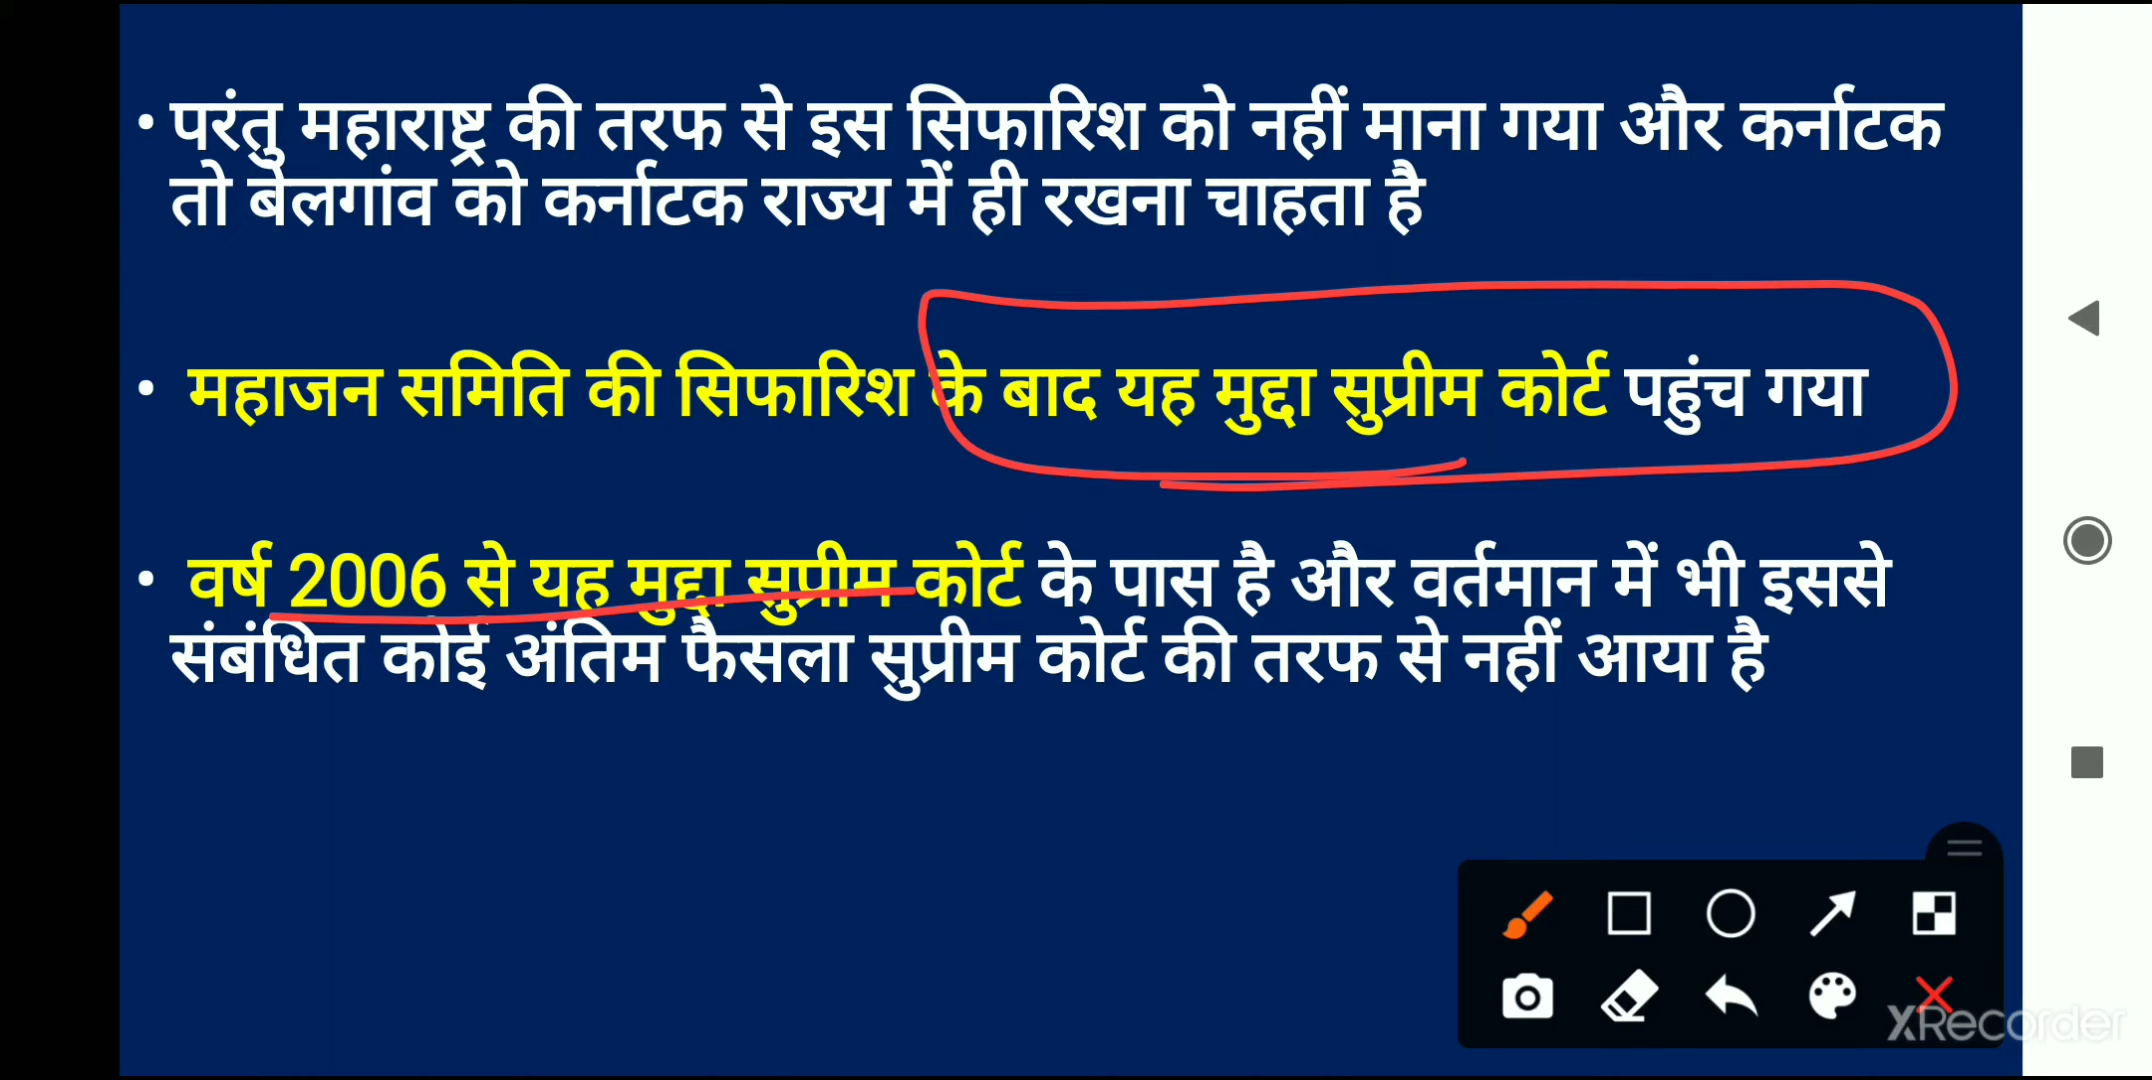 • परंतु महाराष्ट्र की तरफ से इस सिफारिश को नहीं माना गया और कर्नाटक
तो बेलगांव को कर्नाटक राज्य में ही रखना चाहता है
• महाजन समिति की सिफारिश के बाद यह मुद्दा सुप्रीम कोर्ट पहुंच गया
• वर्ष 2006 से यह मुद्दा सुप्रीम कोर्ट के पास है और वर्तमान में भी इससे
संबंधित कोई अंतिम फैसला सुप्रीम कोर्ट की तरफ से नहीं आया है
XRecorder